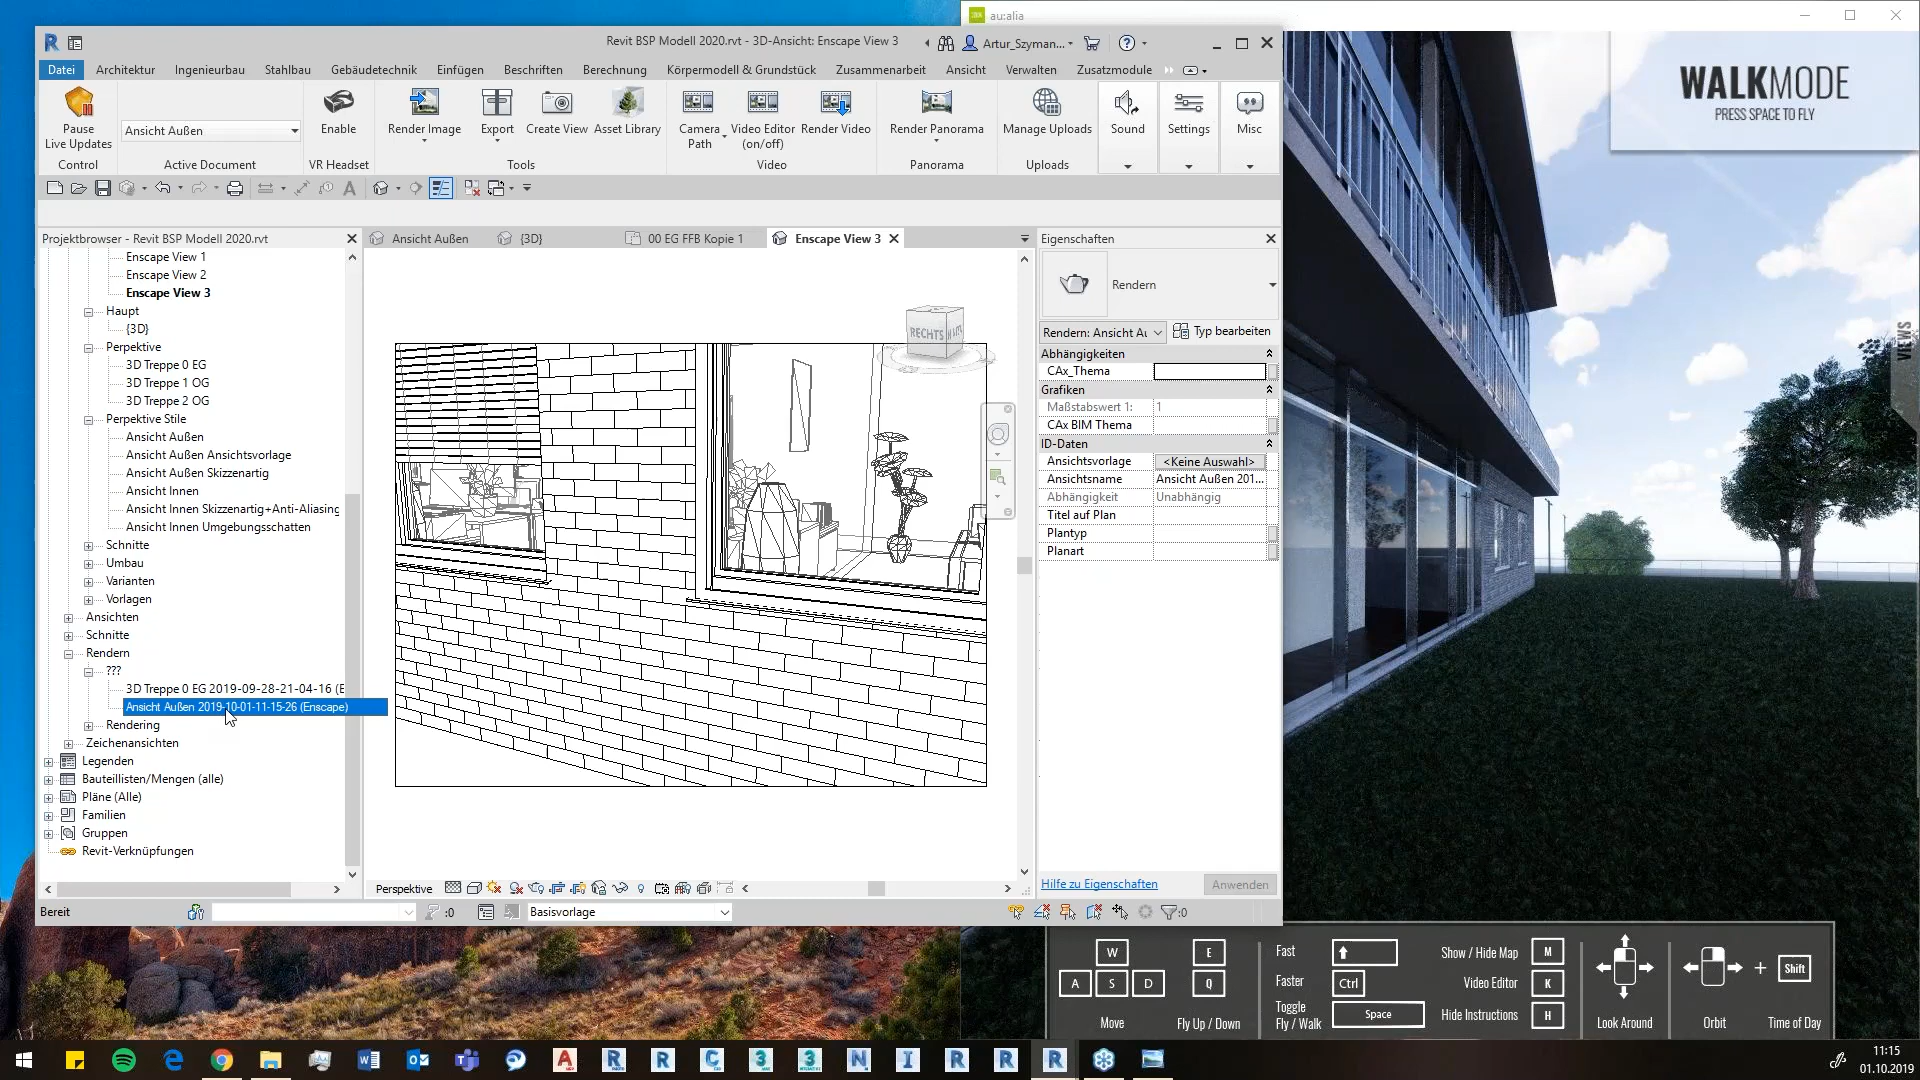 au:alia
Revit BSP Modell 2020.rvt - 3D-Ansicht: Enscape View 3
Artur_Szyman...
Datei Architektur Ingenieurbau Stahlbau Gebäudetechnik Einfügen Beschriften Berechnung Körpermodell & Grundstück Zusammenarbeit Ansicht Verwalten Zusatzmodule
Pause
Live Updates
Ansicht Außen
Enable
Render Image
Export
Create View
Asset Library
Camera
Path
Video Editor
(on/off)
Render Video
Render Panorama
Manage Uploads
Sound
Settings
Misc
Control Active Document VR Headset Tools Video Panorama Uploads
Projektbrowser - Revit BSP Modell 2020.rvt
Ansicht Außen {3D} 00 EG FFB Kopie 1 Enscape View 3
Enscape View 1
Enscape View 2
Enscape View 3
Haupt
{3D}
Perpektive
3D Treppe 0 EG
3D Treppe 1 OG
3D Treppe 2 OG
Perpektive Stile
Ansicht Außen
Ansicht Außen Ansichtsvorlage
Ansicht Außen Skizzenartig
Ansicht Innen
Ansicht Innen Skizzenartig+Anti-Aliasing
Ansicht Innen Umgebungsschatten
Schnitte
Umbau
Varianten
Vorlagen
Ansichten
Schnitte
Rendern
???
3D Treppe 0 EG 2019-09-28-21-04-16 (E
Ansicht Außen 2019-10-01-11-15-26 (Enscape)
Rendering
Zeichenansichten
Legenden
Bauteillisten/Mengen (alle)
Pläne (Alle)
Familien
Gruppen
Revit-Verknüpfungen
RECHTS
Eigenschaften
Rendern
Rendern: Ansicht Au
Typ bearbeiten
Abhängigkeiten
CAx_Thema
Grafiken
Maßstabswert 1: 1
CAx BIM Thema
ID-Daten
Ansichtsvorlage <Keine Auswahl>
Ansichtsname Ansicht Außen 201...
Abhängigkeit Unabhängig
Titel auf Plan
Plantyp
Planart
Hilfe zu Eigenschaften
Anwenden
Perspektive
Bereit
:0
Basisvorlage
:0
WALKMODE
PRESS SPACE TO FLY
VIEWS
W
A S D
Move
E
Q
Fly Up / Down
Fast
Faster Ctrl
Toggle
Fly / Walk
Space
Show / Hide Map M
Video Editor K
Hide Instructions H
Look Around
Orbit
+ Shift
Time of Day
11:15
01.10.2019